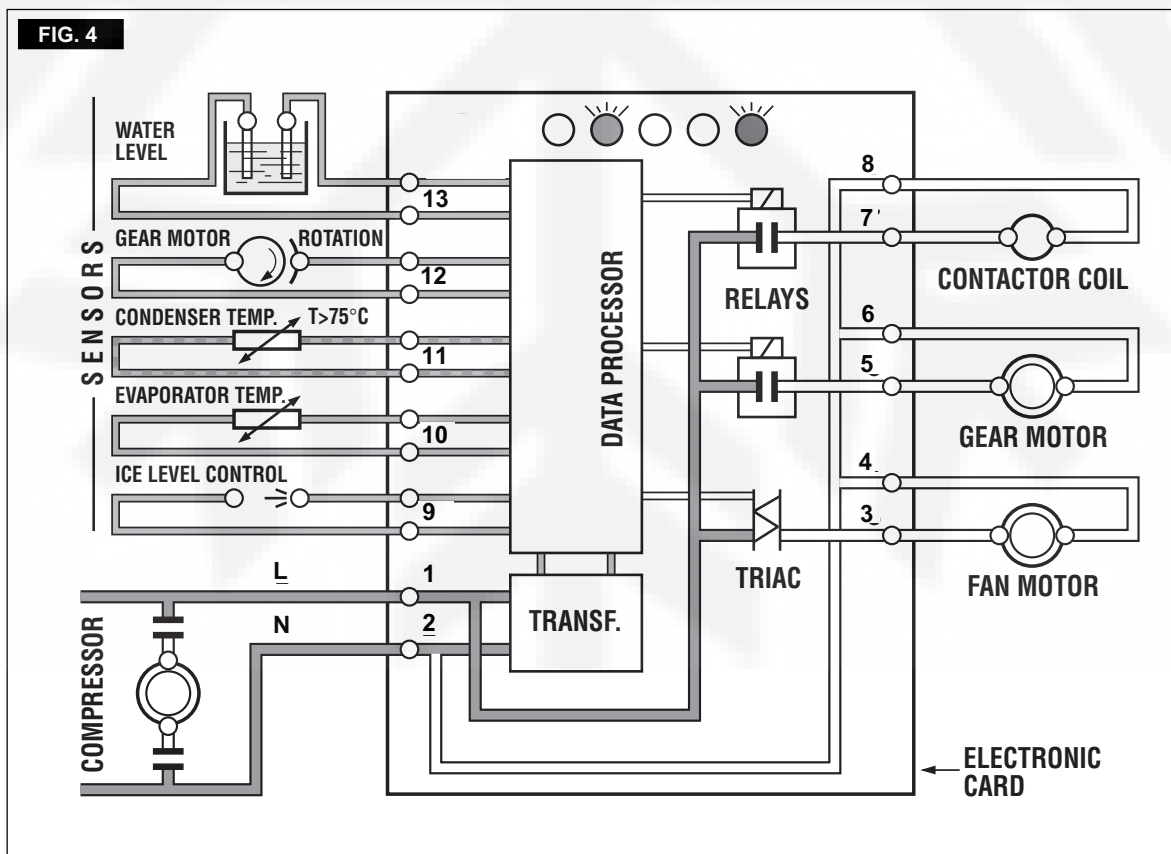 FIG. 4
WATER
LEVEL
13
GEAR MOTOR
ROTATION
12
CONDENSER TEMP.
T>75°C
11
EVAPORATOR TEMP.
10
ICE LEVEL CONTROL
9
SENSORS
L
1
N
2
COMPRESSOR
DATA PROCESSOR
TRANSF.
RELAYS
TRIAC
8
7'
CONTACTOR COIL
6
5
GEAR MOTOR
4
3
FAN MOTOR
ELECTRONIC
CARD